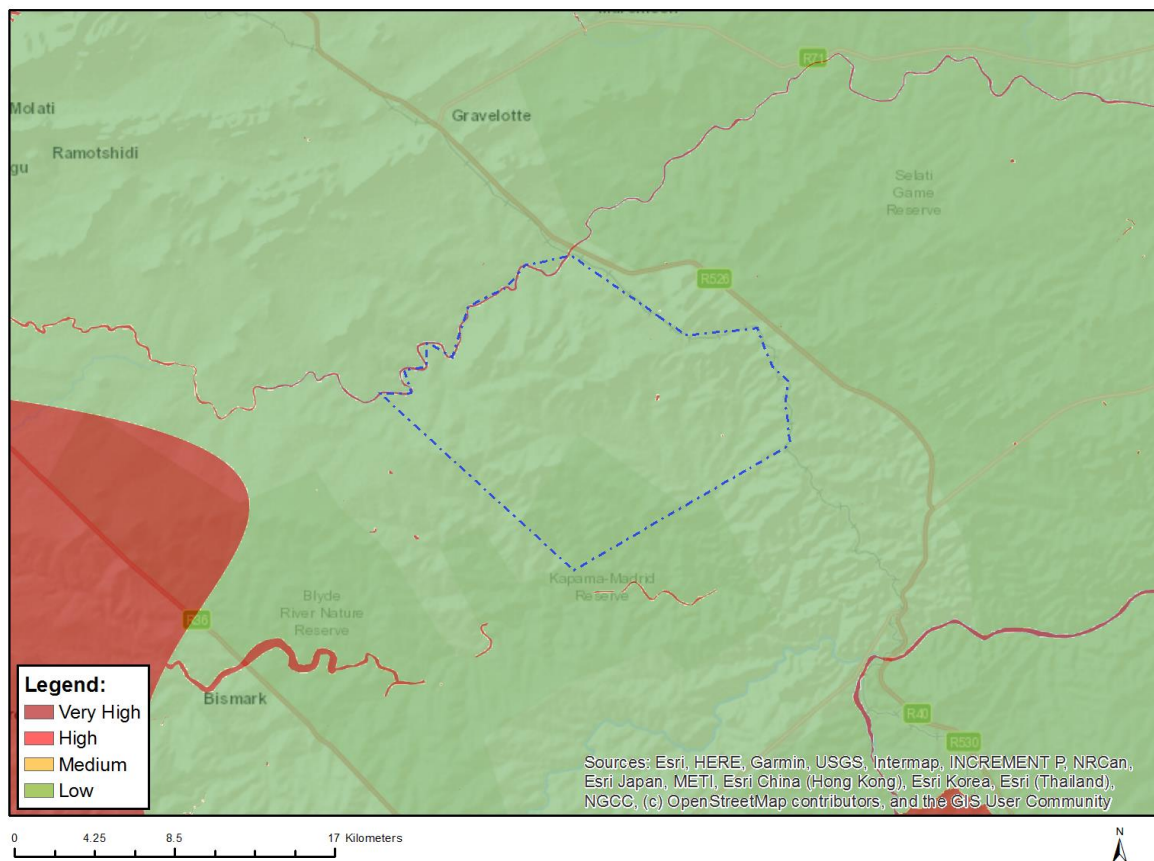 R71
Molati
Gravelotte
Ramotshidi
gu
Selati
Game
Reserve
R526
Kapama-Madrid
Reserve
Blyde
River Nature
Reserve
R36
Bismark
R40
R530
Legend:
Very High
High
Medium
Low
Sources: Esri, HERE, Garmin, USGS, Intermap, INCREMENT P, NRCan,
Esri Japan, METI, Esri China (Hong Kong), Esri Korea, Esri (Thailand),
NGCC, (c) OpenStreetMap contributors, and the GIS User Community
0 4.25 8.5 17 Kilometers
N